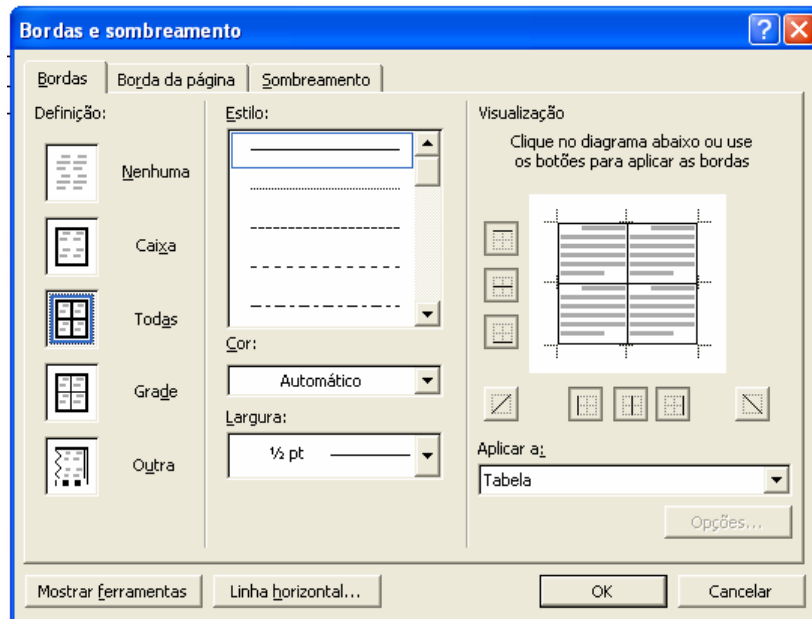 Bordas e sombreamento
Bordas
Borda da página
Sombreamento
Definição:
Nenhuma
Caixa
Todas
Grade
Outra
Estilo:
Cor:
Automático
Largura:
½ pt
Visualização
Clique no diagrama abaixo ou use
os botões para aplicar as bordas
Aplicar a:
Tabela
Opções...
Mostrar ferramentas
Linha horizontal...
OK
Cancelar